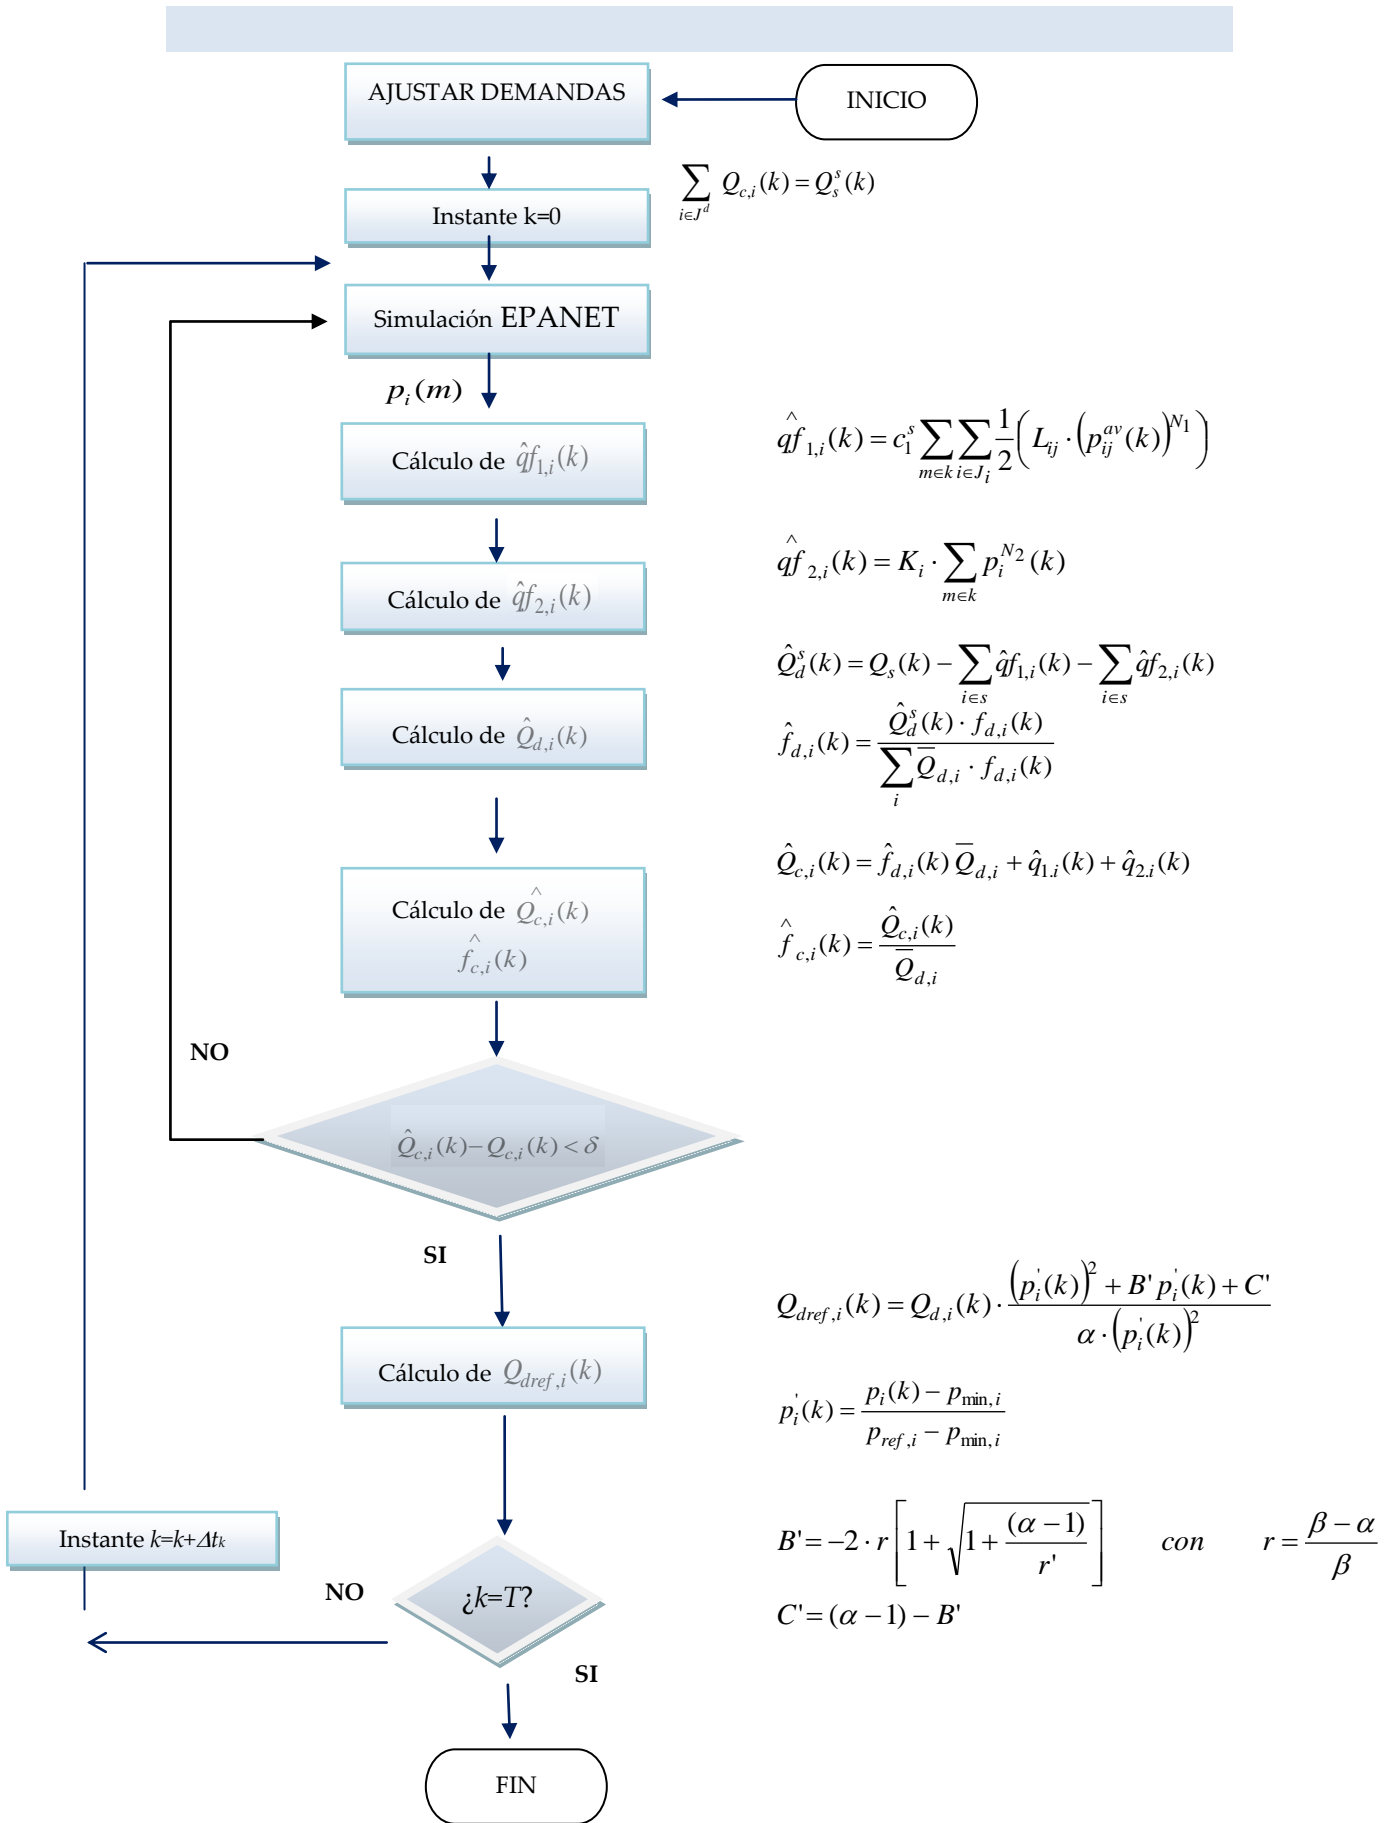 AJUSTAR DEMANDAS
INICIO
∑_{i∈J^d} Q_{c,i}(k) = Q_s^s(k)
Instante k=0
Simulación EPANET
p_i(m)
Cálculo de q̂f_{1,i}(k)
q̂f_{1,i}(k) = c_1^s ∑_{m∈k} ∑_{i∈J_i} 1/2 (L_{ij} · (p_{ij}^{av}(k))^{N_1})
Cálculo de q̂f_{2,i}(k)
q̂f_{2,i}(k) = K_i · ∑_{m∈k} p_i^{N_2}(k)
Q̂_d^s(k) = Q_s(k) − ∑_{i∈s} q̂f_{1,i}(k) − ∑_{i∈s} q̂f_{2,i}(k)
Cálculo de Q̂_{d,i}(k)
f̂_{d,i}(k) = (Q̂_d^s(k) · f_{d,i}(k)) / (∑_i Q̅_{d,i} · f_{d,i}(k))
Q̂_{c,i}(k) = f̂_{d,i}(k) Q̅_{d,i} + q̂_{1.i}(k) + q̂_{2.i}(k)
Cálculo de Q̂_{c,i}(k)
f̂_{c,i}(k)
f̂_{c,i}(k) = Q̂_{c,i}(k) / Q̅_{d,i}
NO
Q̂_{c,i}(k) − Q_{c,i}(k) < δ
SI
Q_{dref,i}(k) = Q_{d,i}(k) · ((p_i'(k))^2 + B' p_i'(k) + C') / (α · (p_i'(k))^2)
Cálculo de Q_{dref,i}(k)
p_i'(k) = (p_i(k) − p_{min,i}) / (p_{ref,i} − p_{min,i})
Instante k=k+Δt_k
B' = −2 · r [1 + √(1 + (α − 1)/r')] con r = (β − α)/β
NO
¿k=T?
C' = (α − 1) − B'
SI
FIN